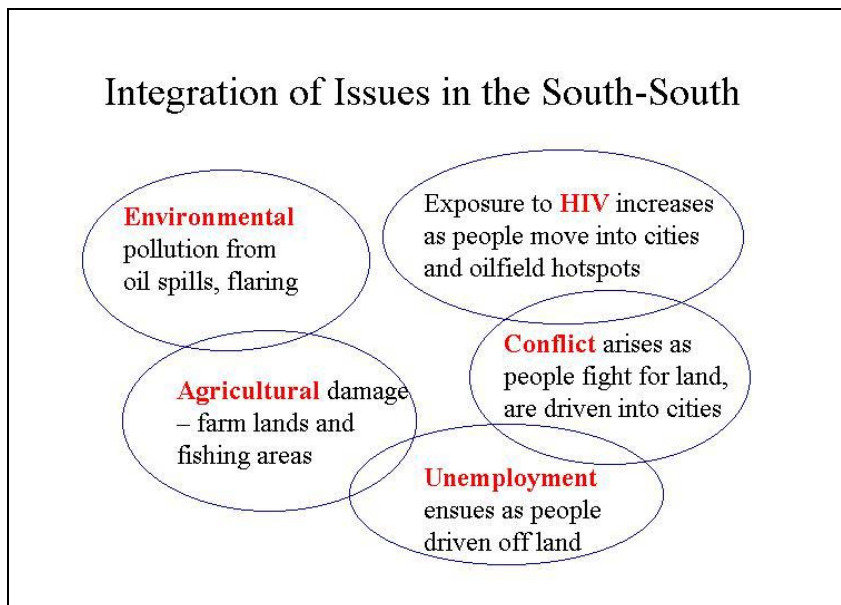 Integration of Issues in the South-South
Environmental
pollution from
oil spills, flaring
Exposure to HIV increases
as people move into cities
and oilfield hotspots
Agricultural damage
– farm lands and
fishing areas
Conflict arises as
people fight for land,
are driven into cities
Unemployment
ensues as people
driven off land